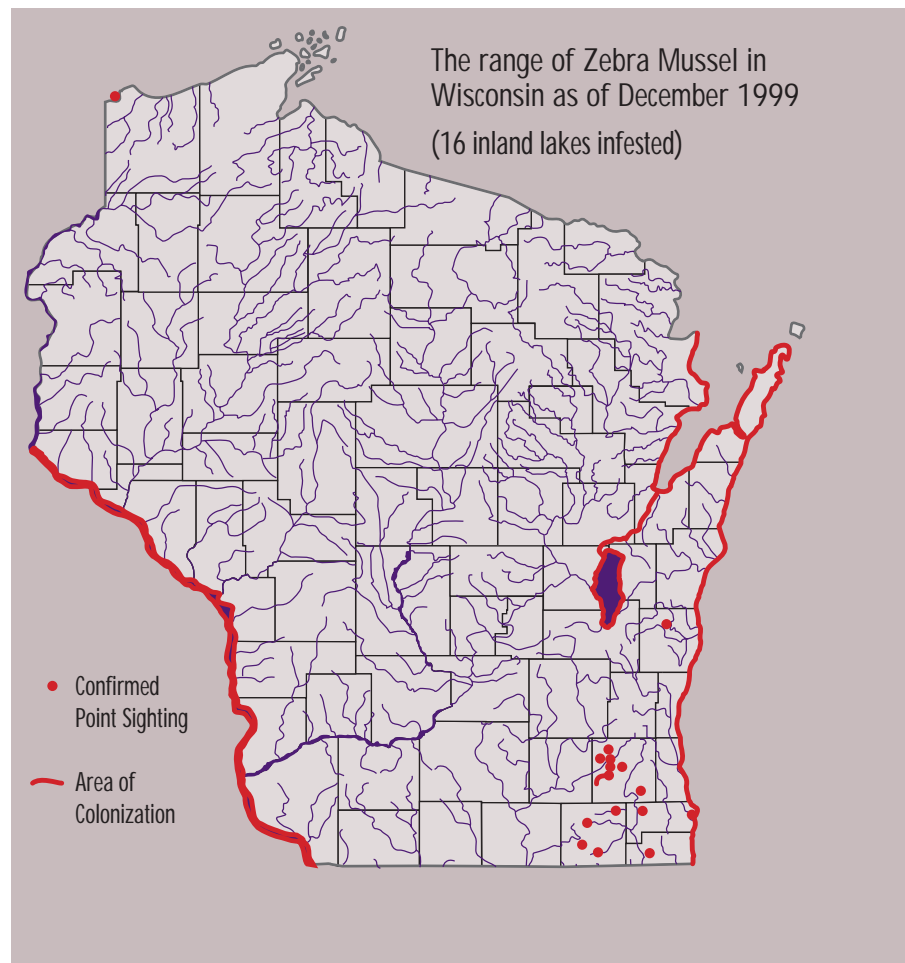 The range of Zebra Mussel in
Wisconsin as of December 1999
(16 inland lakes infested)
Confirmed
Point Sighting
Area of
Colonization